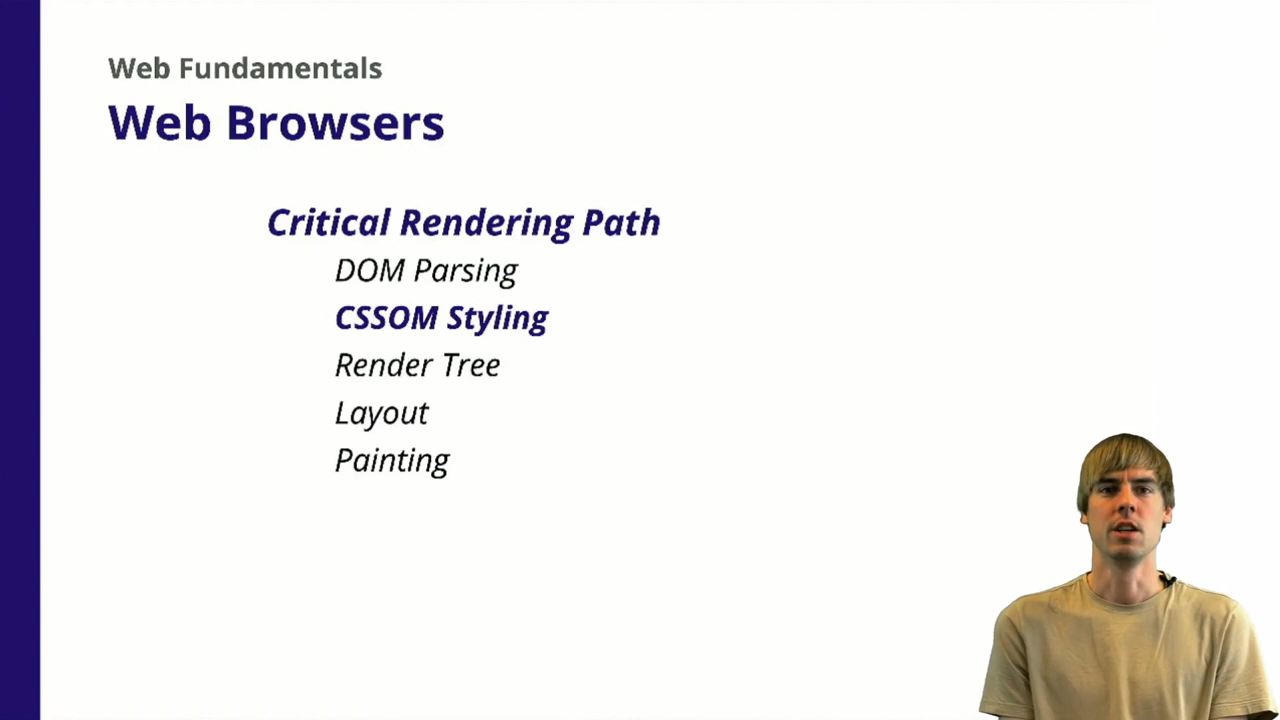 Web Fundamentals
Web Browsers
Critical Rendering Path
DOM Parsing
CSSOM Styling
Render Tree
Layout
Painting